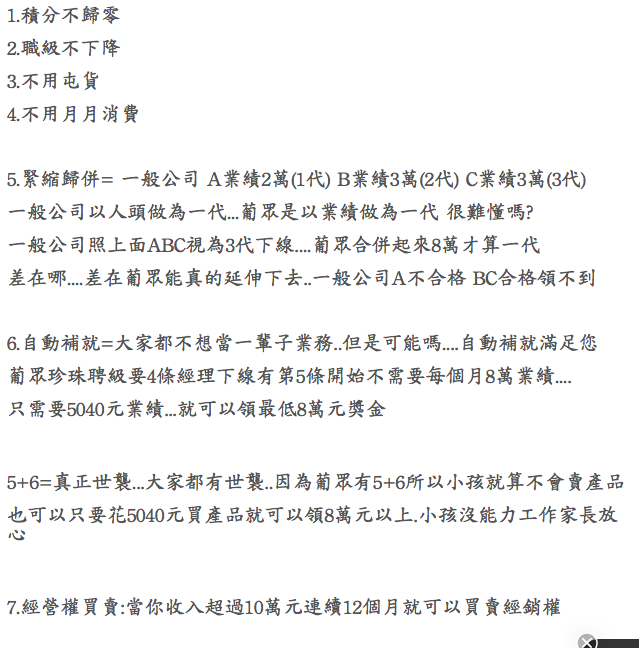 1.積分不歸零
2.職級不下降
3.不用屯貨
4.不用月月消費
5.緊縮歸併= 一般公司 A業績2萬(1代) B業績3萬(2代) C業績3萬(3代)
一般公司以人頭做為一代...葡眾是以業績做為一代 很難懂嗎?
一般公司照上面ABC視為3代下線....葡眾合併起來8萬才算一代
差在哪....差在葡眾能真的延伸下去..一般公司A不合格 BC合格領不到
6.自動補就=大家都不想當一輩子業務..但是可能嗎....自動補就滿足您
葡眾珍珠聘級要4條經理下線有第5條開始不需要每個月8萬業績....
只需要5040元業績...就可以領最低8萬元獎金
5+6=真正世襲...大家都有世襲..因為葡眾有5+6所以小孩就算不會賣產品
也可以只要花5040元買產品就可以領8萬元以上.小孩沒能力工作家長放
心
7.經營權買賣:當你收入超過10萬元連續12個月就可以買賣經銷權